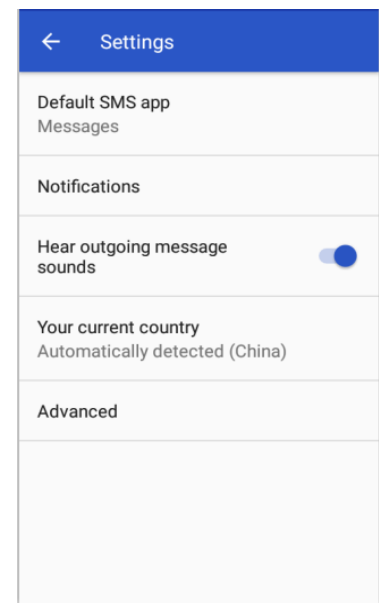 Settings
Default SMS app
Messages
Notifications
Hear outgoing message
sounds
Your current country
Automatically detected (China)
Advanced